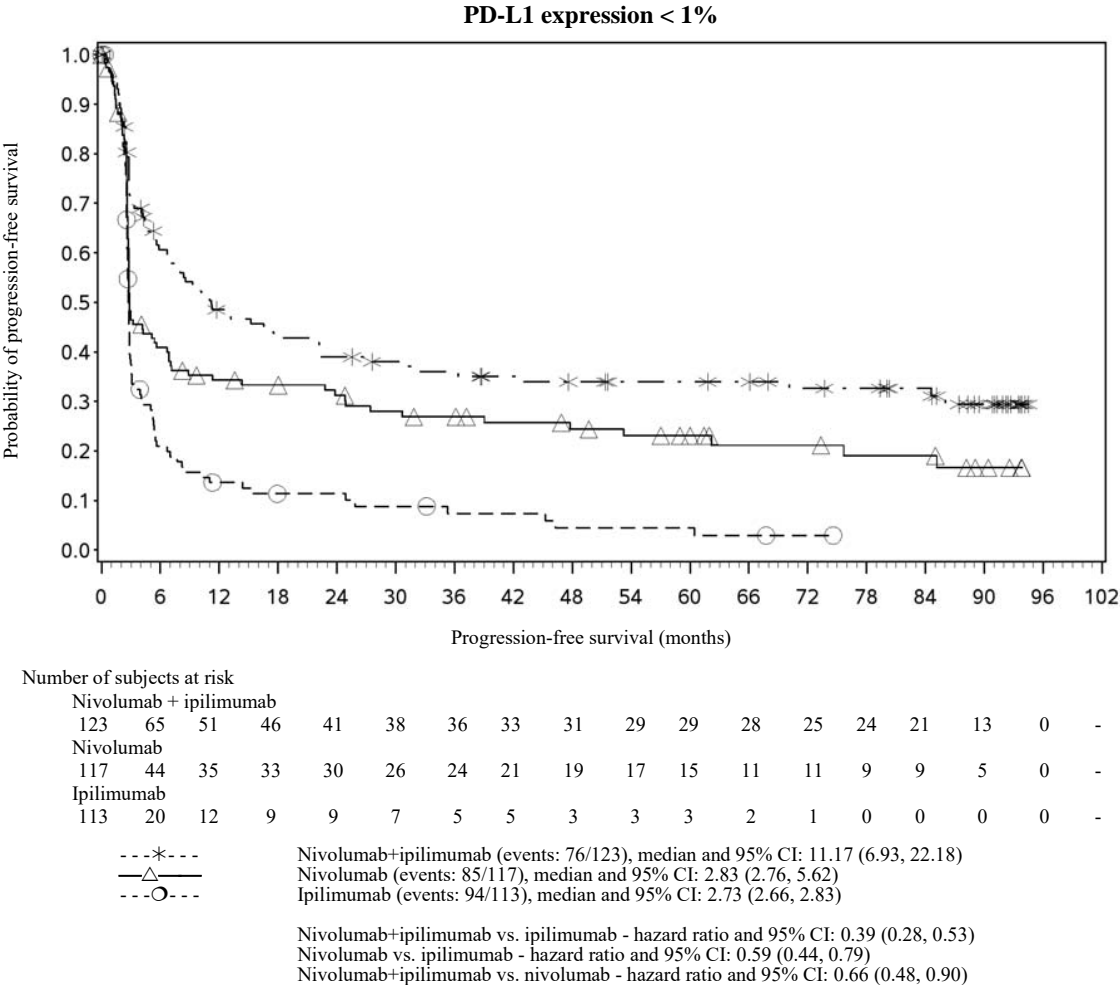 PD-L1 expression < 1%
Probability of progression-free survival
1.0
0.9
0.8
0.7
0.6
0.5
0.4
0.3
0.2
0.1
0.0
0 6 12 18 24 30 36 42 48 54 60 66 72 78 84 90 96 102
Progression-free survival (months)
Number of subjects at risk
Nivolumab + ipilimumab
123 65 51 46 41 38 36 33 31 29 29 28 25 24 21 13 0 -
Nivolumab
117 44 35 33 30 26 24 21 19 17 15 11 11 9 9 5 0 -
Ipilimumab
113 20 12 9 9 7 5 5 3 3 3 2 1 0 0 0 0 -
Nivolumab+ipilimumab (events: 76/123), median and 95% CI: 11.17 (6.93, 22.18)
Nivolumab (events: 85/117), median and 95% CI: 2.83 (2.76, 5.62)
Ipilimumab (events: 94/113), median and 95% CI: 2.73 (2.66, 2.83)
Nivolumab+ipilimumab vs. ipilimumab - hazard ratio and 95% CI: 0.39 (0.28, 0.53)
Nivolumab vs. ipilimumab - hazard ratio and 95% CI: 0.59 (0.44, 0.79)
Nivolumab+ipilimumab vs. nivolumab - hazard ratio and 95% CI: 0.66 (0.48, 0.90)